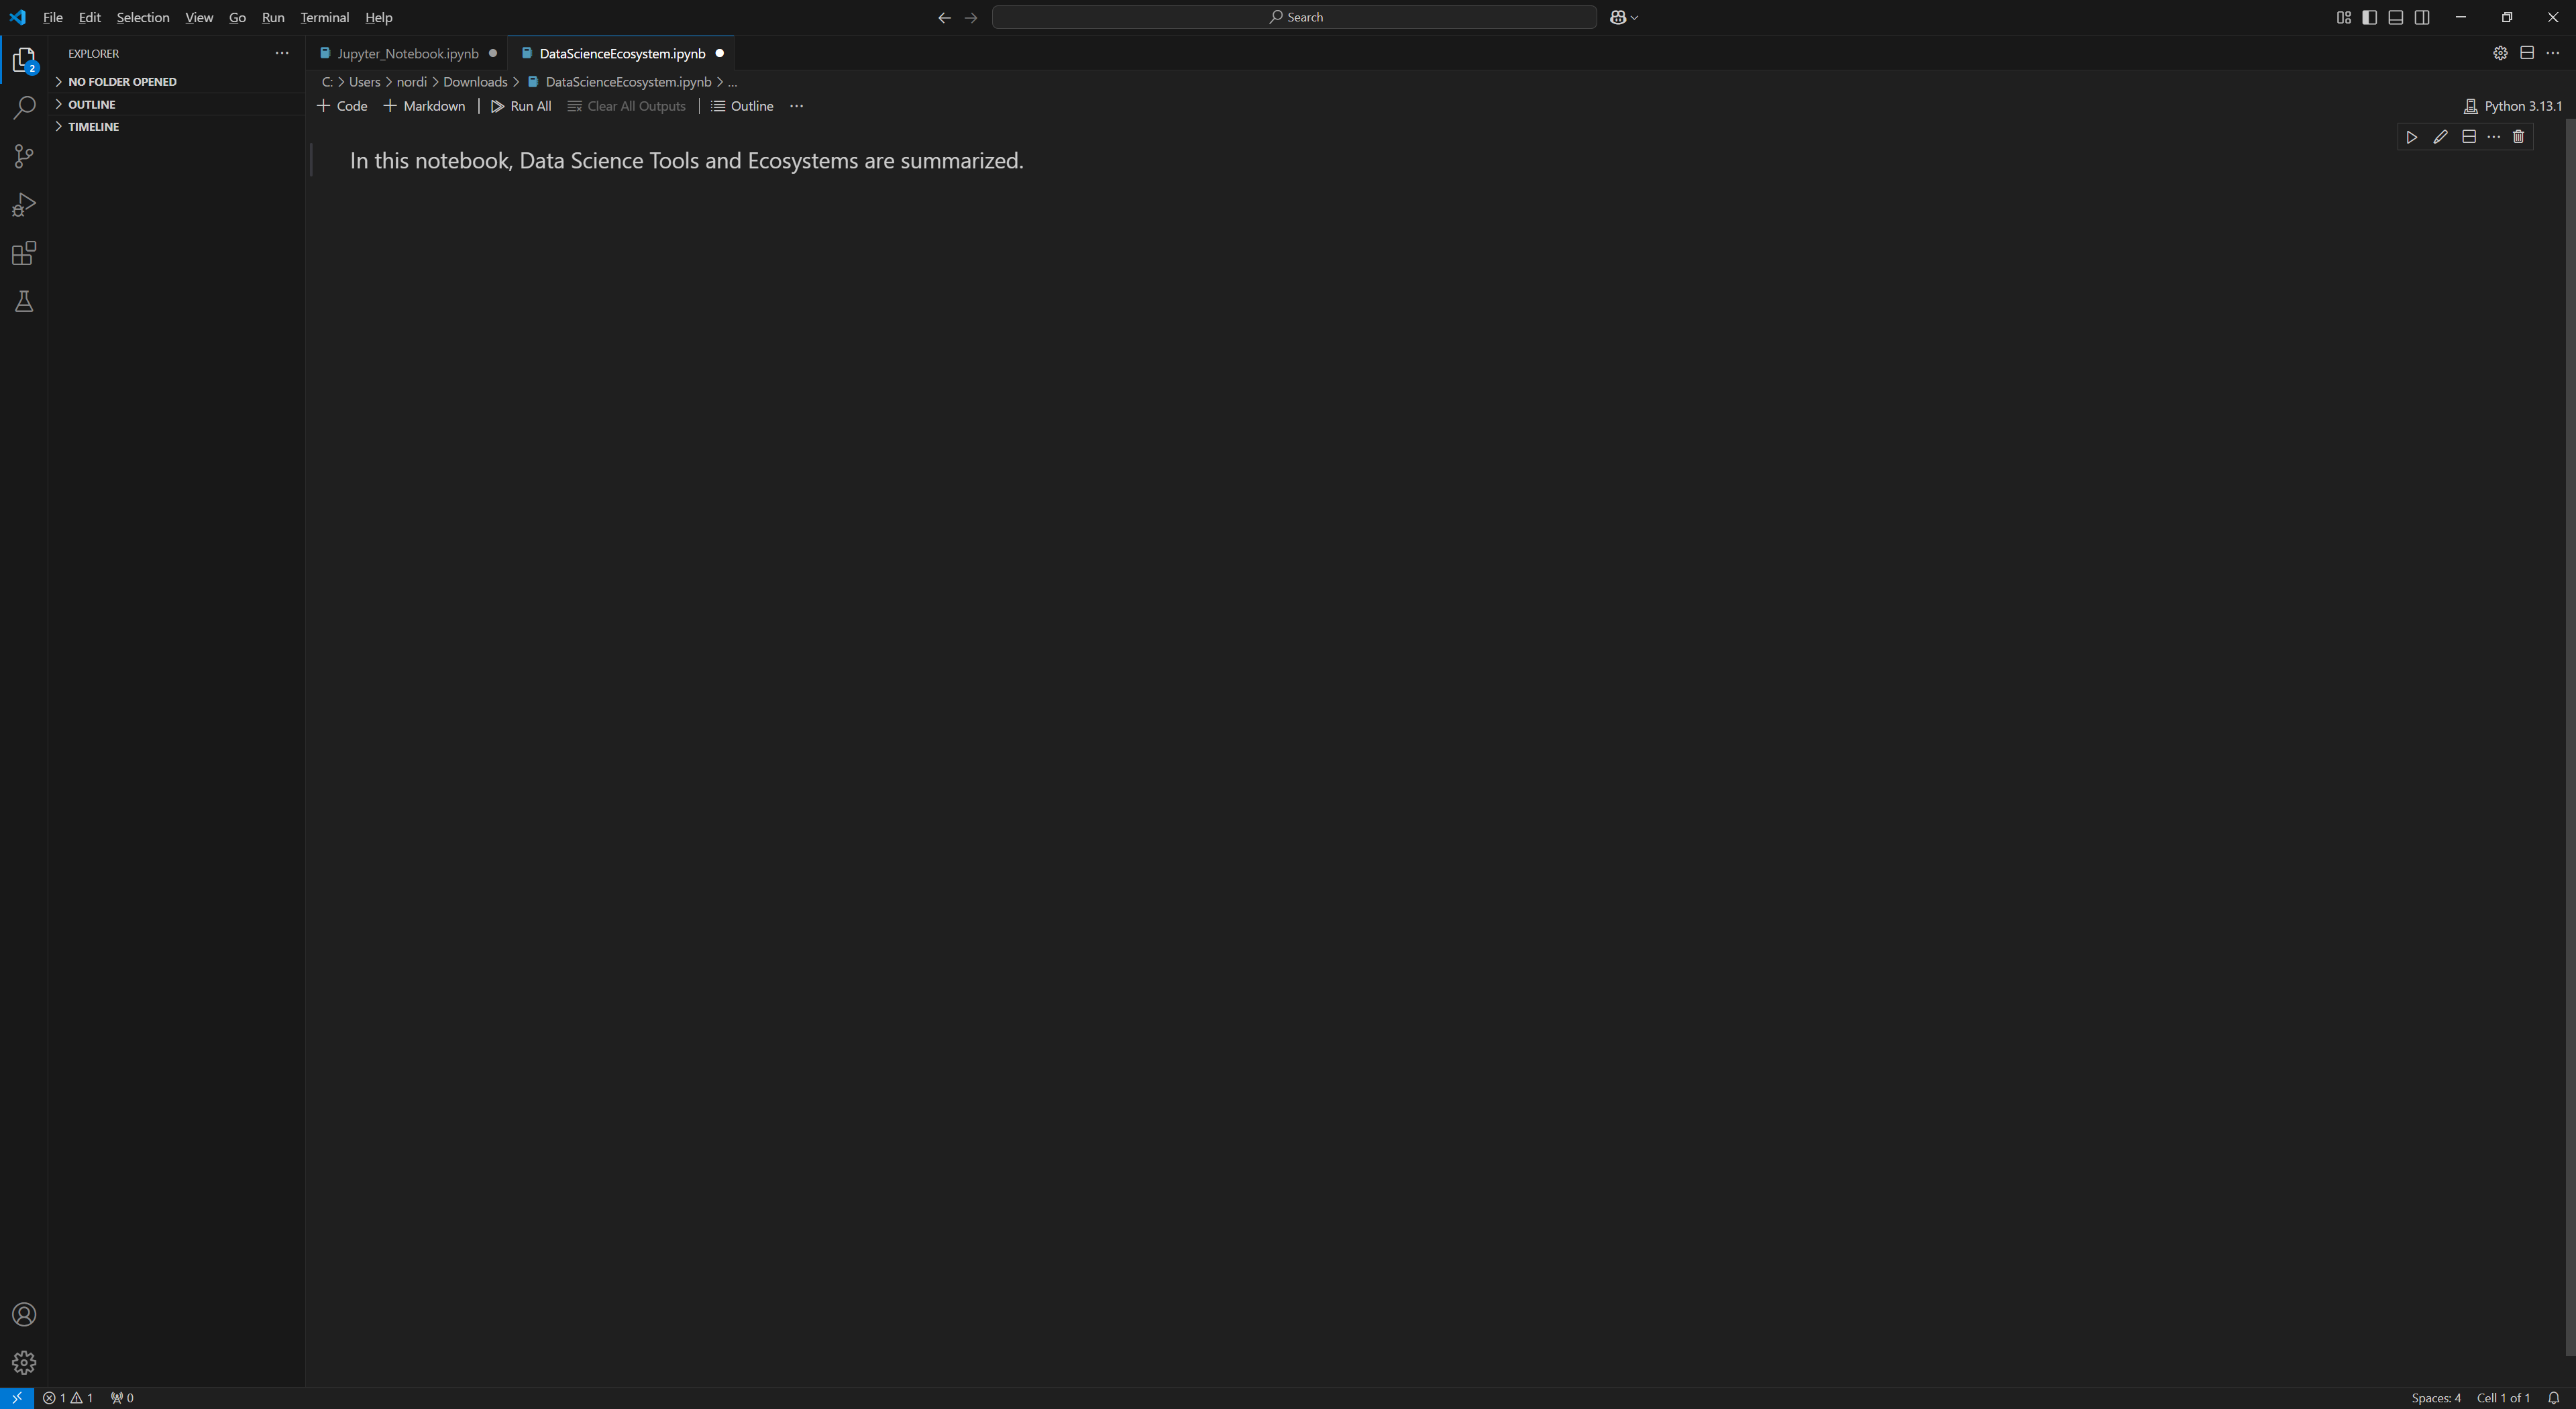 File Edit Selection View Go Run Terminal Help
Search
EXPLORER
NO FOLDER OPENED
OUTLINE
TIMELINE
2
Jupyter_Notebook.ipynb
DataScienceEcosystem.ipynb
C: > Users > nordi > Downloads > DataScienceEcosystem.ipynb > ...
+ Code + Markdown | Run All Clear All Outputs | Outline ...
Python 3.13.1
In this notebook, Data Science Tools and Ecosystems are summarized.
1 1 0
Spaces: 4 Cell 1 of 1